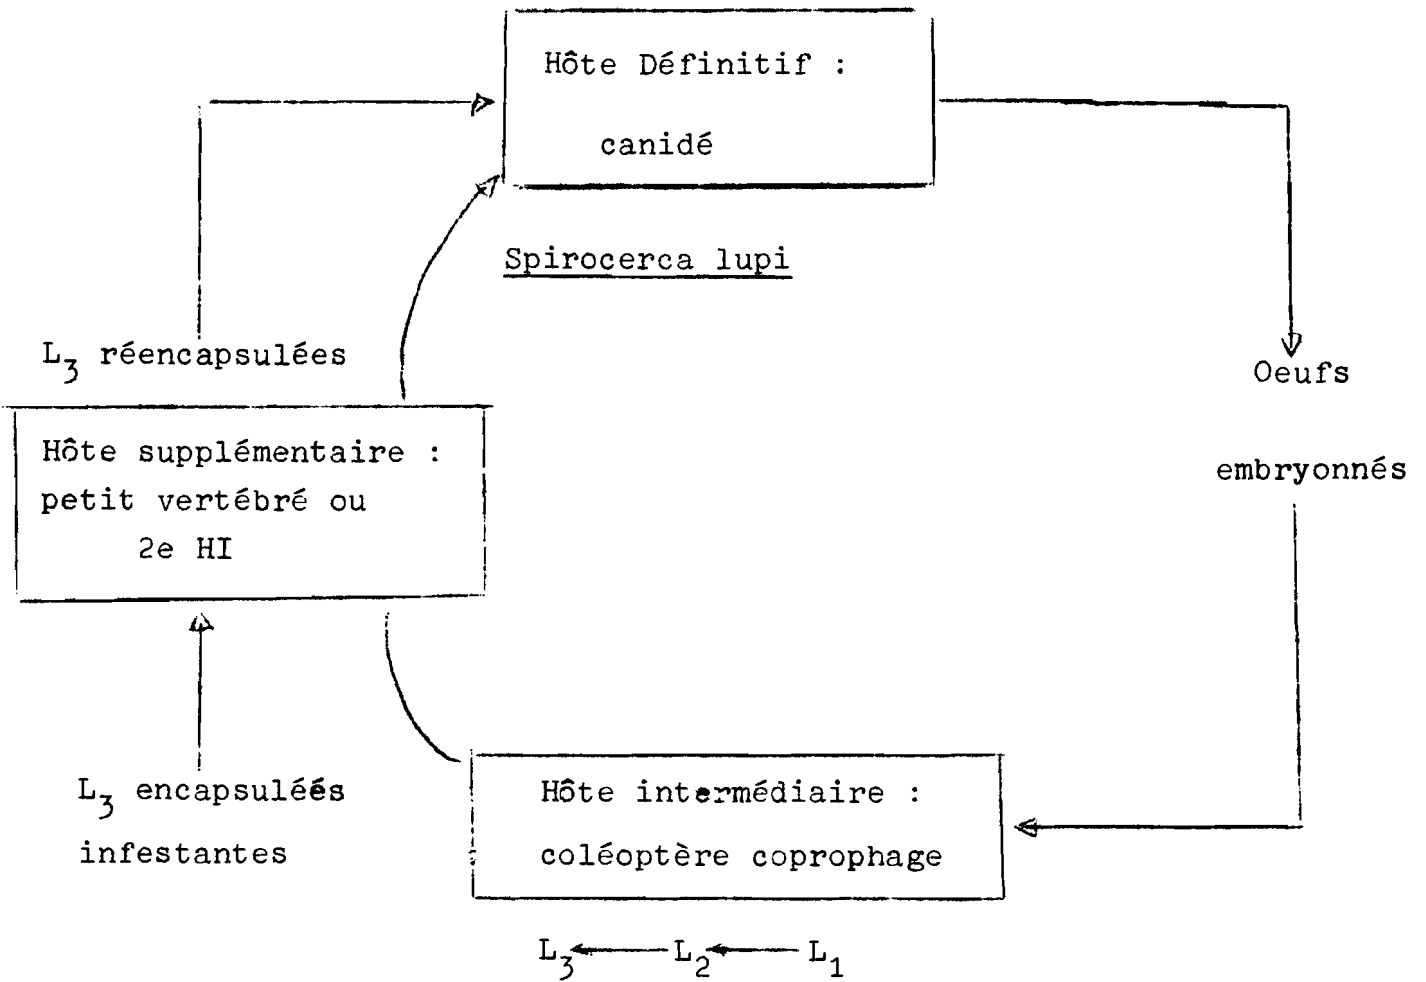 Hôte Définitif :
canidé
Spirocerca lupi
L3 réencapsulées
Oeufs
embryonnés
Hôte supplémentaire :
petit vertébré ou
2e HI
L3 encapsuléés
infestantes
Hôte intermédiaire :
coléoptère coprophage
L3 L2 L1